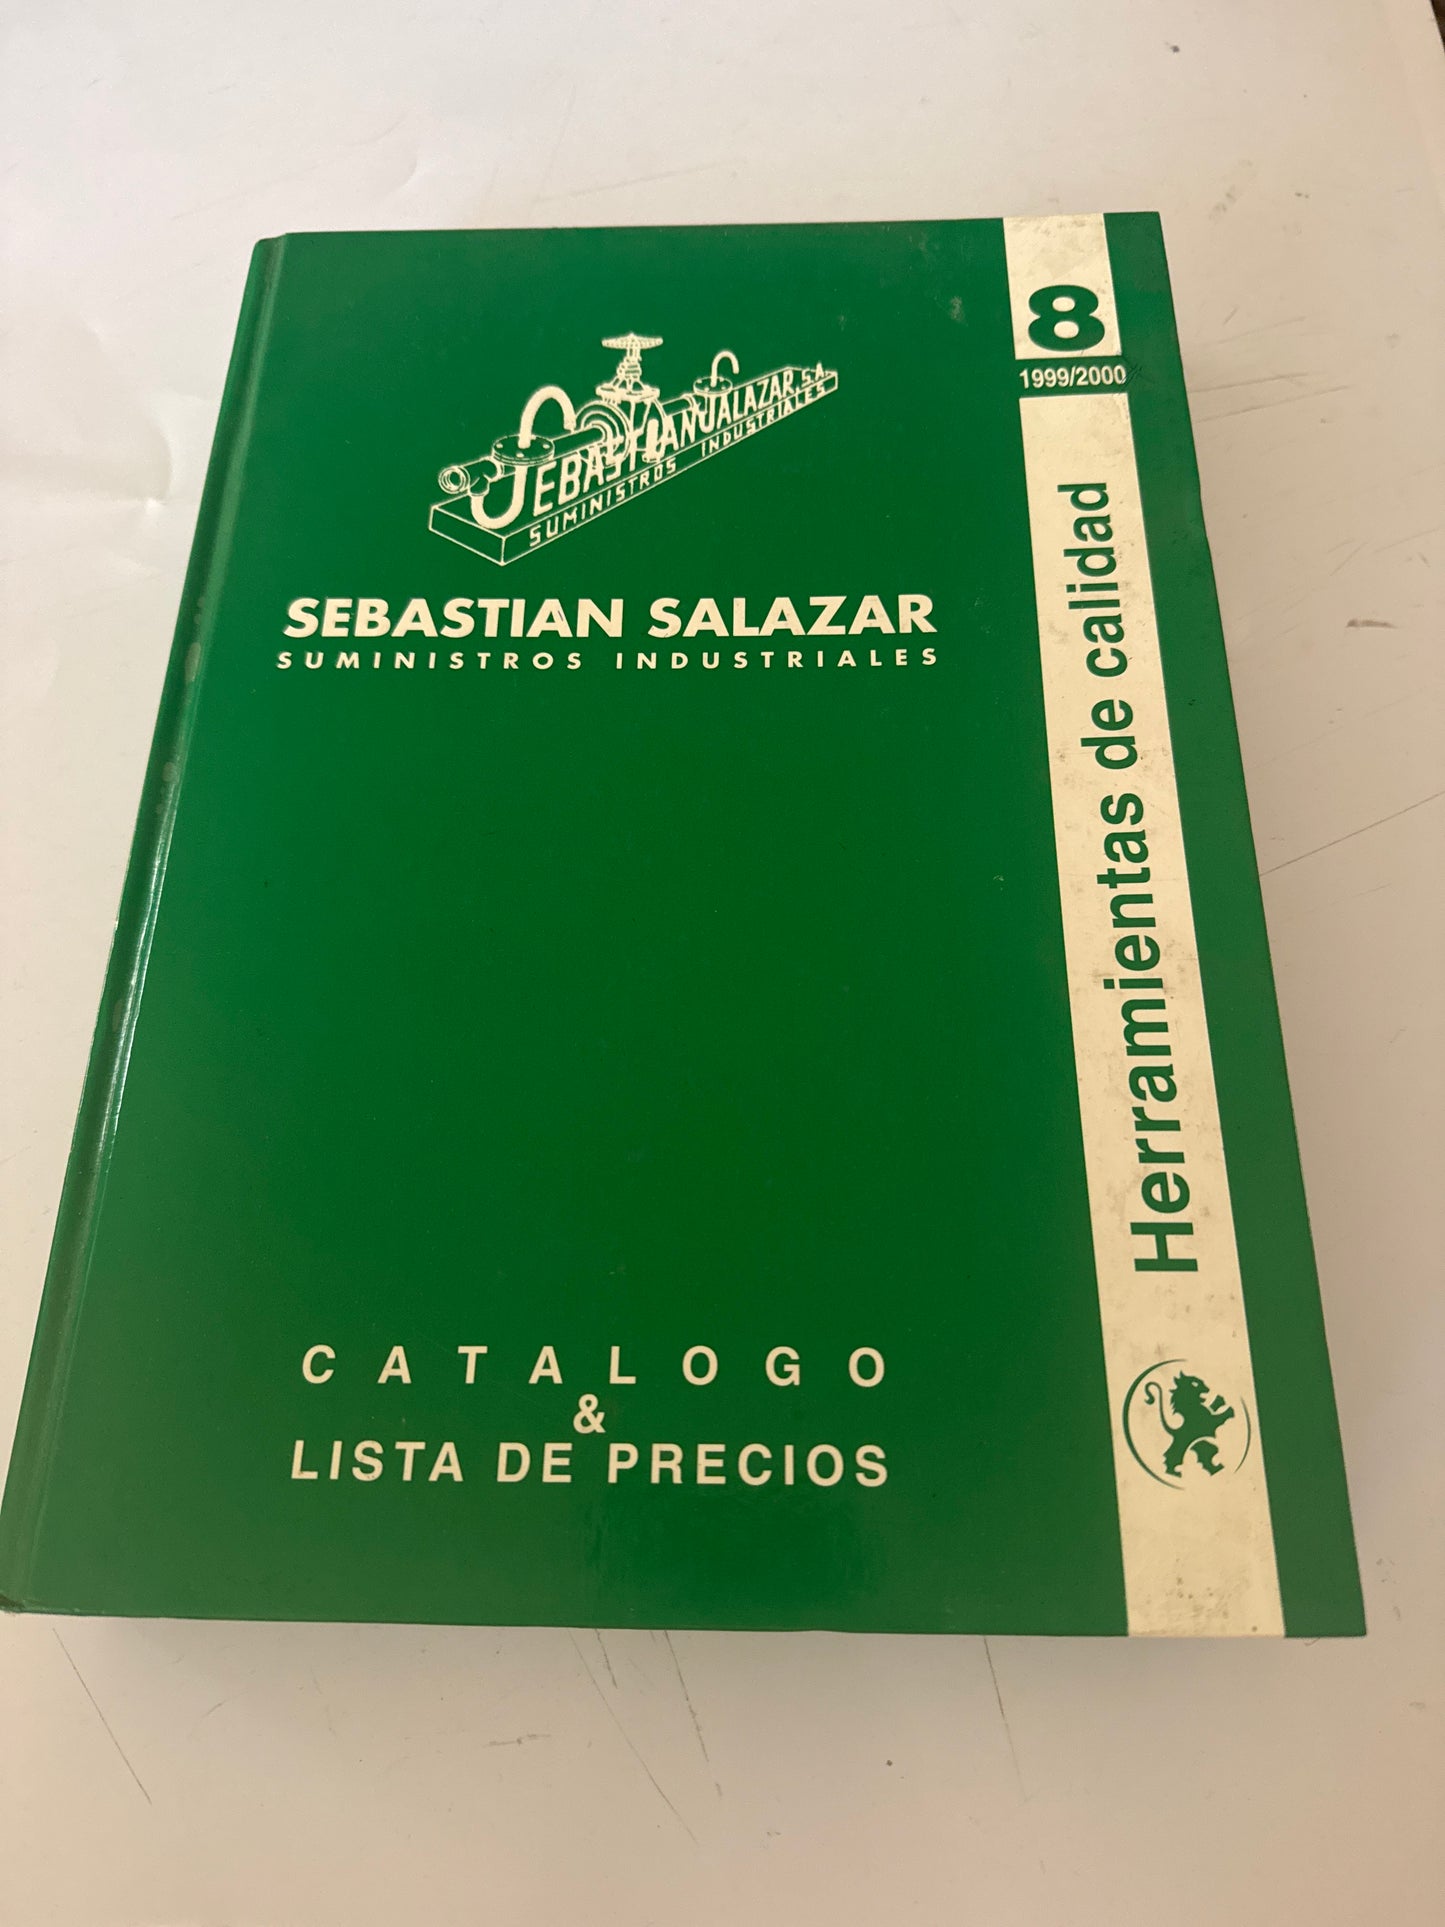 8
1999/2000
SEBASTIAN SALAZAR, S.A.
SUMINISTROS INDUSTRIALES
SEBASTIAN SALAZAR
SUMINISTROS INDUSTRIALES
Herramientas de calidad
CATALOGO
&
LISTA DE PRECIOS